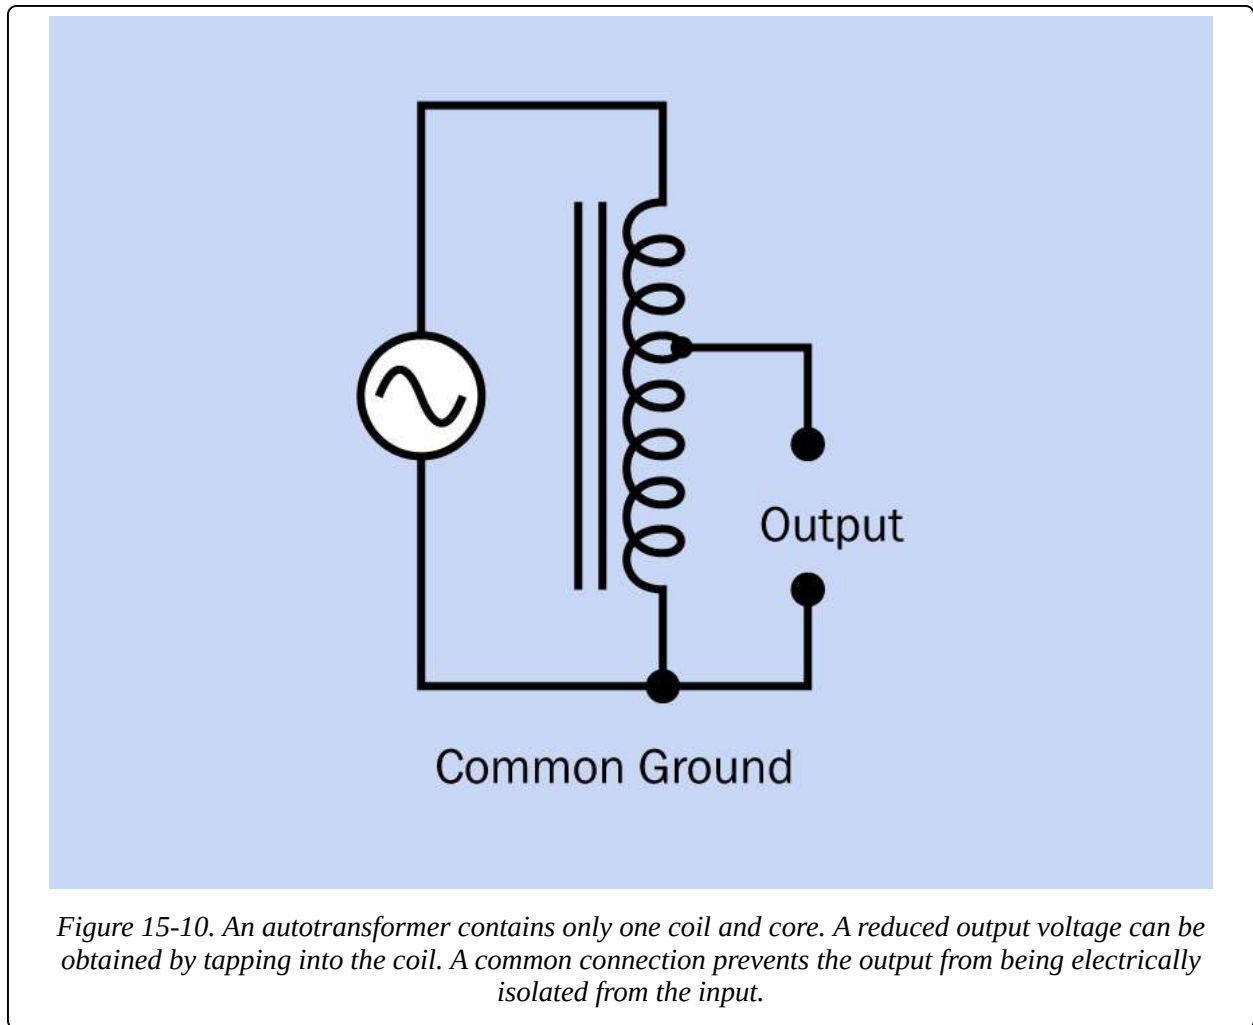 Output
Common Ground
Figure 15-10. An autotransformer contains only one coil and core. A reduced output voltage can be
obtained by tapping into the coil. A common connection prevents the output from being electrically
isolated from the input.